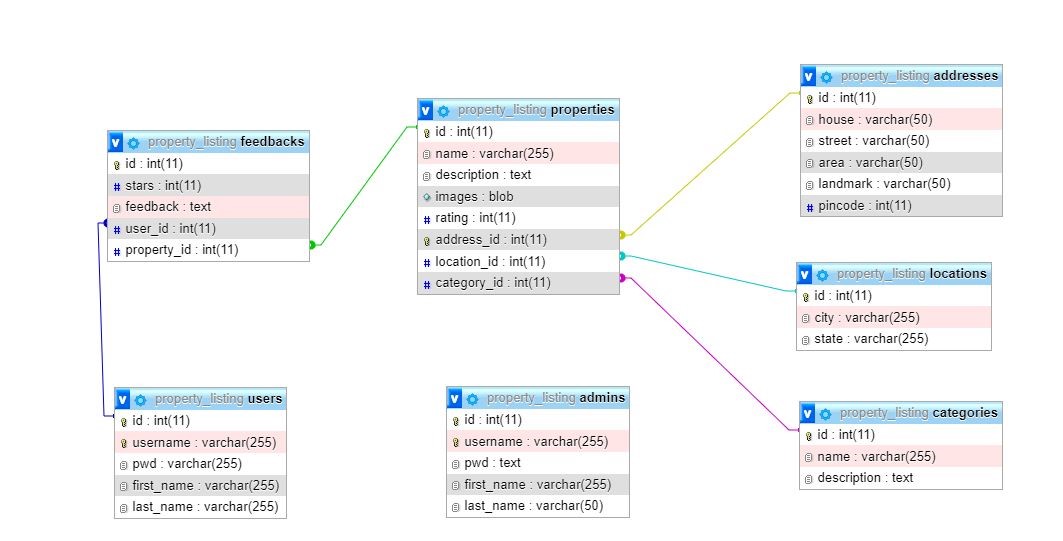 property_listing feedbacks
id : int(11)
stars : int(11)
feedback : text
user_id : int(11)
property_id : int(11)
property_listing properties
id : int(11)
name : varchar(255)
description : text
images : blob
rating : int(11)
address_id : int(11)
location_id : int(11)
category_id : int(11)
property_listing addresses
id : int(11)
house : varchar(50)
street : varchar(50)
area : varchar(50)
landmark : varchar(50)
pincode : int(11)
property_listing locations
id : int(11)
city : varchar(255)
state : varchar(255)
property_listing users
id : int(11)
username : varchar(255)
pwd : varchar(255)
first_name : varchar(255)
last_name : varchar(255)
property_listing admins
id : int(11)
username : varchar(255)
pwd : text
first_name : varchar(255)
last_name : varchar(50)
property_listing categories
id : int(11)
name : varchar(255)
description : text